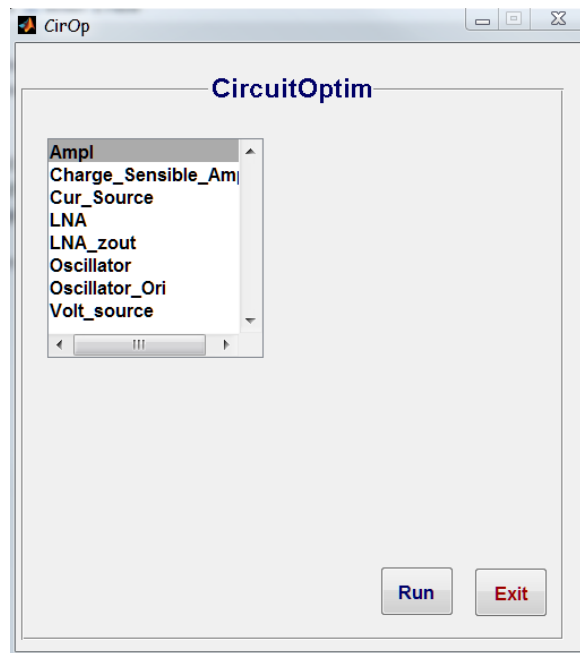 CirOp
CircuitOptim
Ampl
Charge_Sensible_Am
Cur_Source
LNA
LNA_zout
Oscillator
Oscillator_Ori
Volt_source
Run
Exit